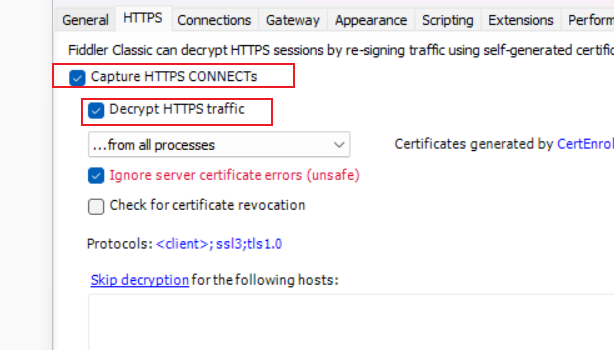 General HTTPS Connections Gateway Appearance Scripting Extensions Perform
Fiddler Classic can decrypt HTTPS sessions by re-signing traffic using self-generated certific
Capture HTTPS CONNECTs
Decrypt HTTPS traffic
...from all processes Certificates generated by CertEnrol
Ignore server certificate errors (unsafe)
Check for certificate revocation
Protocols: <client>; ssl3;tls1.0
Skip decryption for the following hosts: